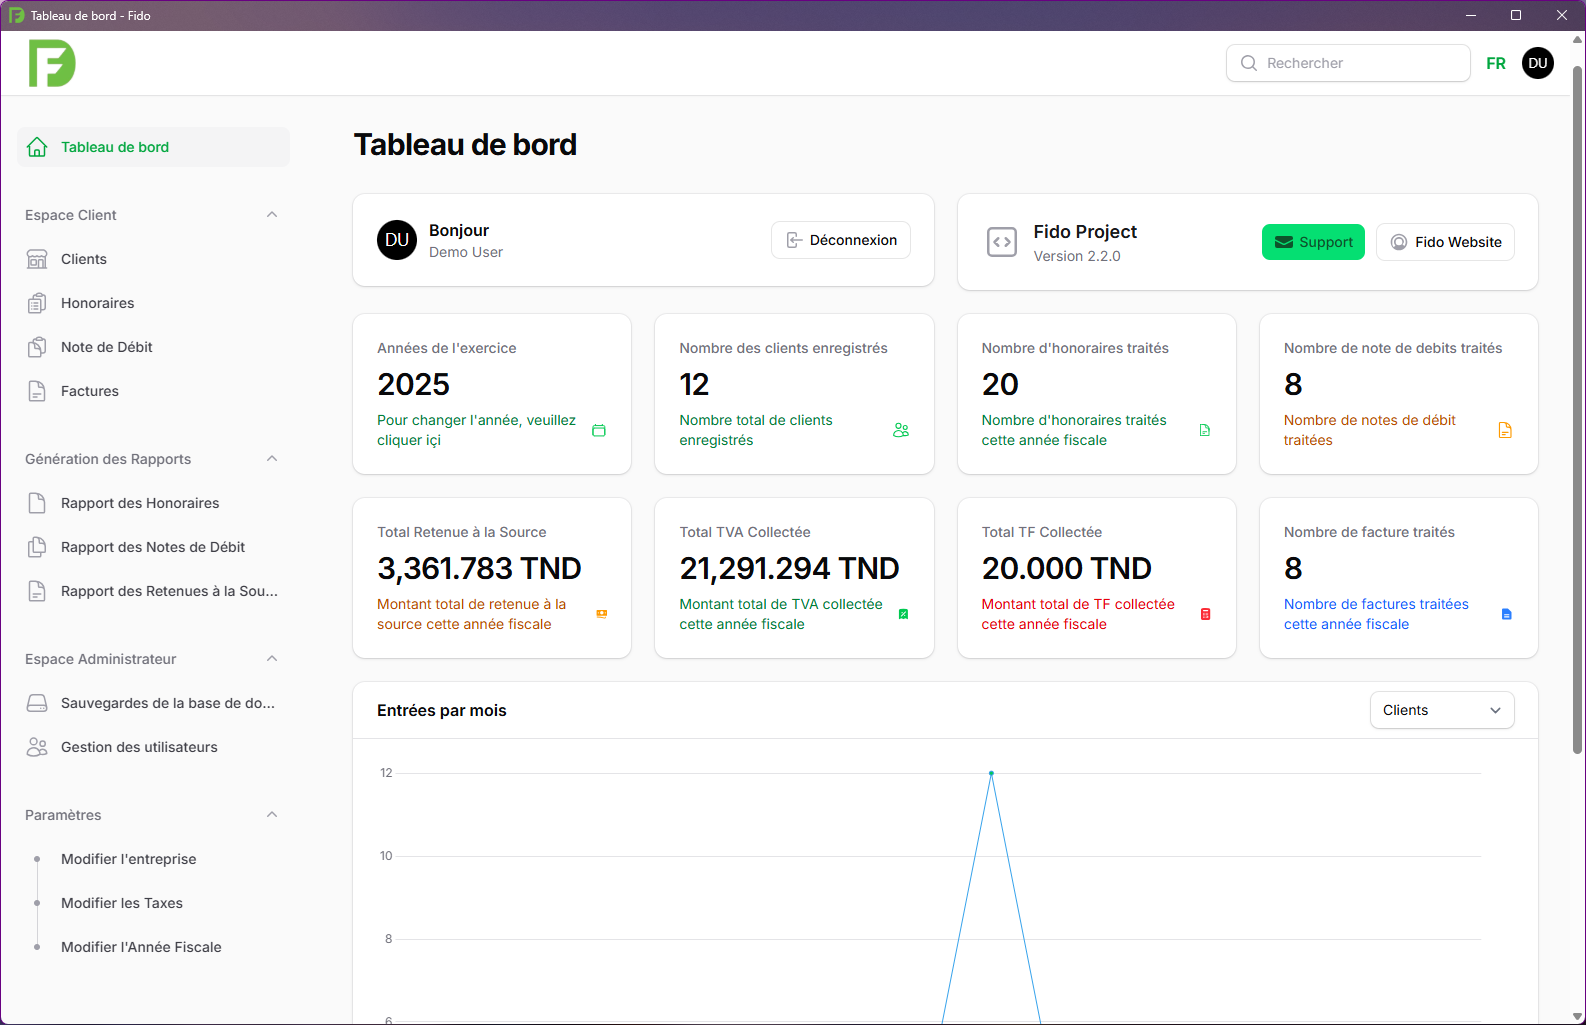 Tableau de bord - Fido
Rechercher
FR
DU
Tableau de bord
Espace Client
Clients
Honoraires
Note de Débit
Factures
Génération des Rapports
Rapport des Honoraires
Rapport des Notes de Débit
Rapport des Retenues à la Sou...
Espace Administrateur
Sauvegardes de la base de do...
Gestion des utilisateurs
Paramètres
Modifier l'entreprise
Modifier les Taxes
Modifier l'Année Fiscale
Tableau de bord
DU
Bonjour
Demo User
Déconnexion
Fido Project
Version 2.2.0
Support
Fido Website
Années de l'exercice
2025
Pour changer l'année, veuillez
cliquer içi
Nombre des clients enregistrés
12
Nombre total de clients
enregistrés
Nombre d'honoraires traités
20
Nombre d'honoraires traités
cette année fiscale
Nombre de note de debits traités
8
Nombre de notes de débit
traitées
Total Retenue à la Source
3,361.783 TND
Montant total de retenue à la
source cette année fiscale
Total TVA Collectée
21,291.294 TND
Montant total de TVA collectée
cette année fiscale
Total TF Collectée
20.000 TND
Montant total de TF collectée
cette année fiscale
Nombre de facture traités
8
Nombre de factures traitées
cette année fiscale
Entrées par mois
Clients
12
10
8
6